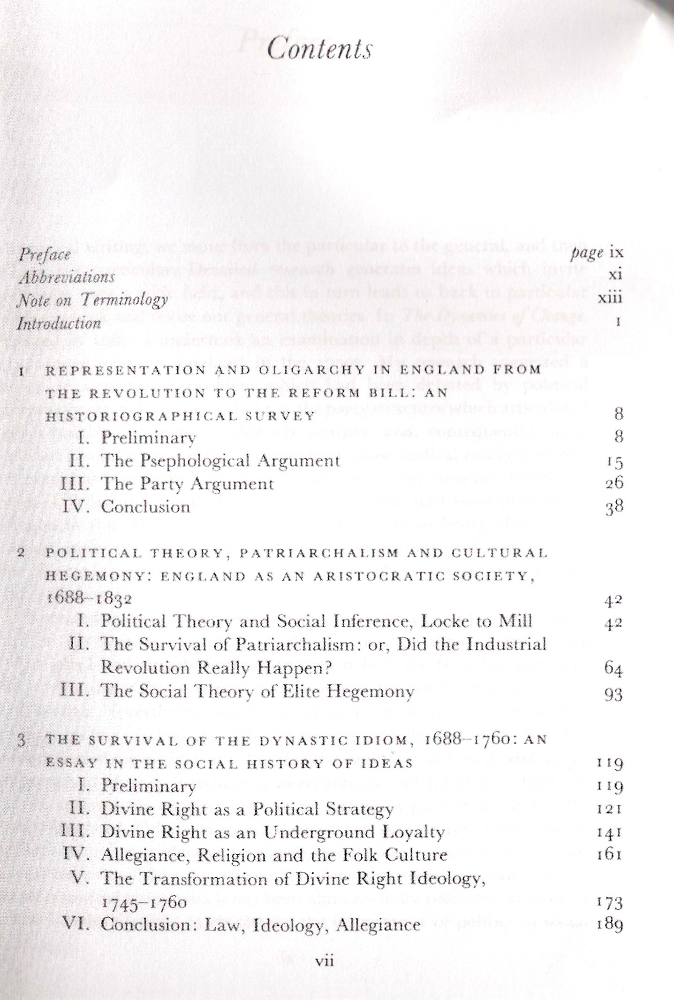 Contents
Preface page ix
Abbreviations xi
Note on Terminology xiii
Introduction 1
1 REPRESENTATION AND OLIGARCHY IN ENGLAND FROM
THE REVOLUTION TO THE REFORM BILL: AN
HISTORIOGRAPHICAL SURVEY 8
I. Preliminary 8
II. The Psephological Argument 15
III. The Party Argument 26
IV. Conclusion 38
2 POLITICAL THEORY, PATRIARCHALISM AND CULTURAL
HEGEMONY: ENGLAND AS AN ARISTOCRATIC SOCIETY,
1688–1832 42
I. Political Theory and Social Inference, Locke to Mill 42
II. The Survival of Patriarchalism: or, Did the Industrial
Revolution Really Happen? 64
III. The Social Theory of Elite Hegemony 93
3 THE SURVIVAL OF THE DYNASTIC IDIOM, 1688–1760: AN
ESSAY IN THE SOCIAL HISTORY OF IDEAS 119
I. Preliminary 119
II. Divine Right as a Political Strategy 121
III. Divine Right as an Underground Loyalty 141
IV. Allegiance, Religion and the Folk Culture 161
V. The Transformation of Divine Right Ideology,
1745–1760 173
VI. Conclusion: Law, Ideology, Allegiance 189
vii